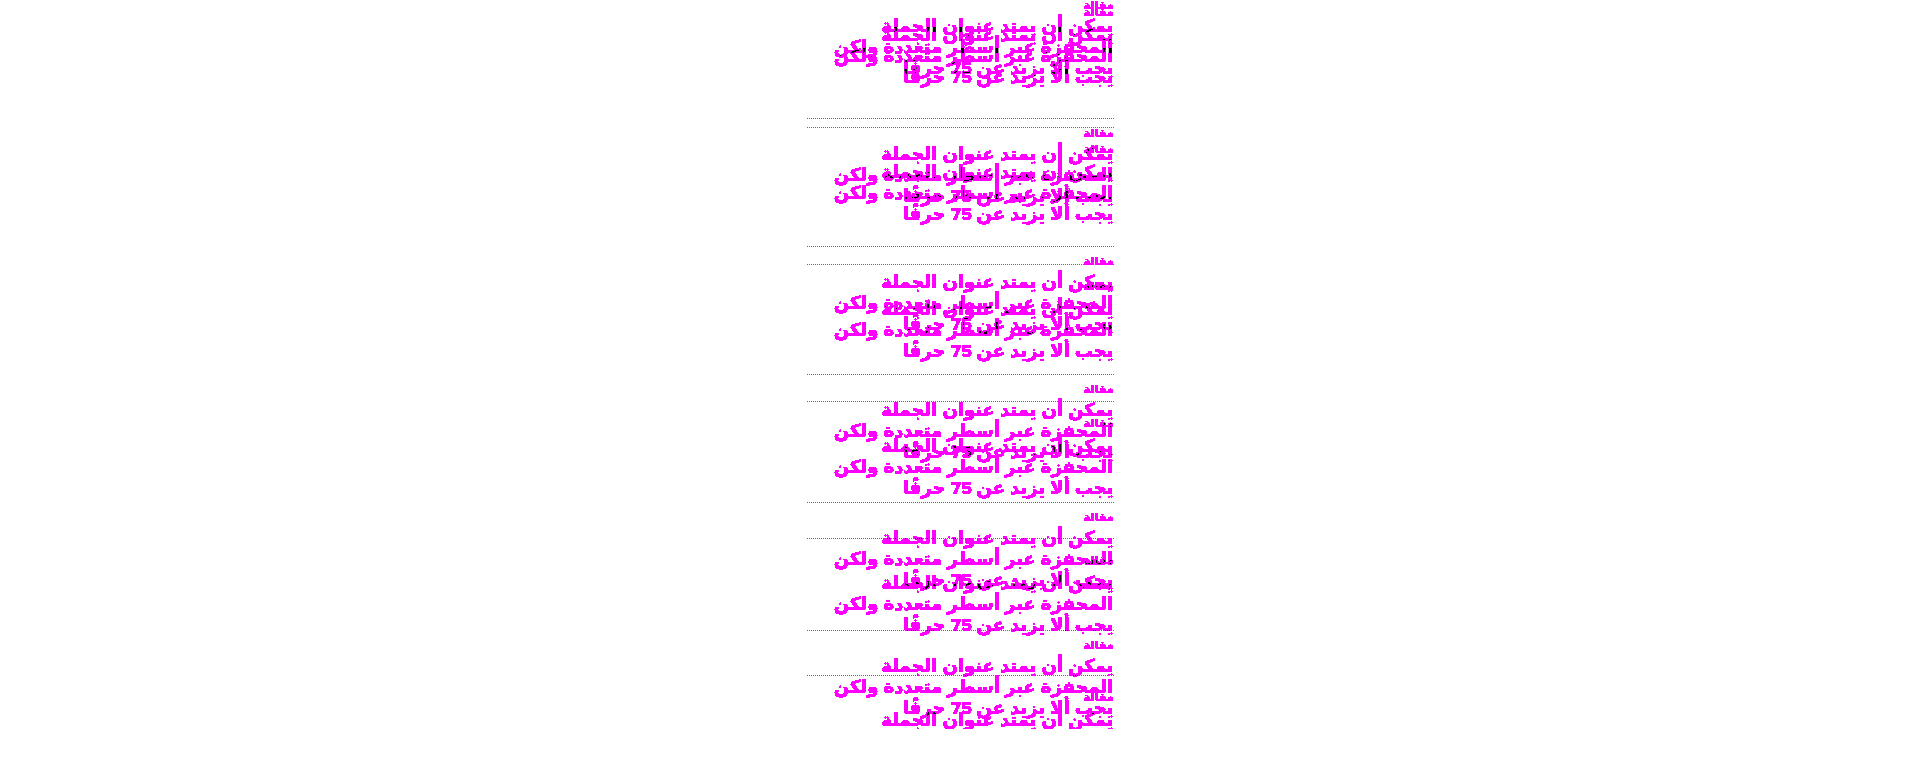 مقالة
مقالة
يمكن أن يمتد عنوان الجملة
يمكن أن يمتد عنوان الجملة
المحفزة عبر أسطر متعددة ولكن
المحفزة عبر أسطر متعددة ولكن
يجب ألا يزيد عن 75 حرفًا
يجب ألا يزيد عن 75 حرفًا
مقالة
مقالة
يمكن أن يمتد عنوان الجملة
يمكن أن يمتد عنوان الجملة
المحفزة عبر أسطر متعددة ولكن
المحفزة عبر أسطر متعددة ولكن
يجب ألا يزيد عن 75 حرفًا
يجب ألا يزيد عن 75 حرفًا
مقالة
يمكن أن يمتد عنوان الجملة
مقالة
المحفزة عبر أسطر متعددة ولكن
يمكن أن يمتد عنوان الجملة
يجب ألا يزيد عن 75 حرفًا
المحفزة عبر أسطر متعددة ولكن
يجب ألا يزيد عن 75 حرفًا
مقالة
يمكن أن يمتد عنوان الجملة
مقالة
المحفزة عبر أسطر متعددة ولكن
يمكن أن يمتد عنوان الجملة
يجب ألا يزيد عن 75 حرفًا
المحفزة عبر أسطر متعددة ولكن
يجب ألا يزيد عن 75 حرفًا
مقالة
يمكن أن يمتد عنوان الجملة
المحفزة عبر أسطر متعددة ولكن
مقالة
يجب ألا يزيد عن 75 حرفًا
يمكن أن يمتد عنوان الجملة
المحفزة عبر أسطر متعددة ولكن
يجب ألا يزيد عن 75 حرفًا
مقالة
يمكن أن يمتد عنوان الجملة
المحفزة عبر أسطر متعددة ولكن
مقالة
يجب ألا يزيد عن 75 حرفًا
يمكن أن يمتد عنوان الجملة